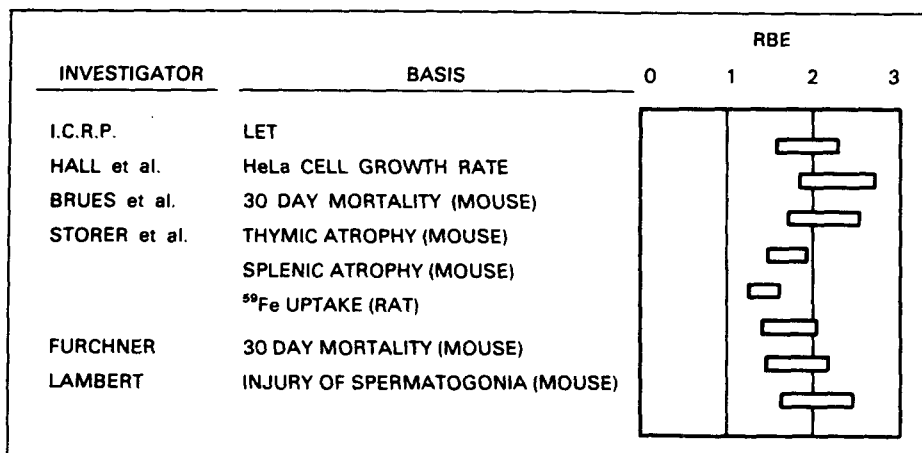 RBE
INVESTIGATOR BASIS 0 1 2 3
I.C.R.P. LET
HALL et al. HeLa CELL GROWTH RATE
BRUES et al. 30 DAY MORTALITY (MOUSE)
STORER et al. THYMIC ATROPHY (MOUSE)
SPLENIC ATROPHY (MOUSE)
⁵⁹Fe UPTAKE (RAT)
FURCHNER 30 DAY MORTALITY (MOUSE)
LAMBERT INJURY OF SPERMATOGONIA (MOUSE)